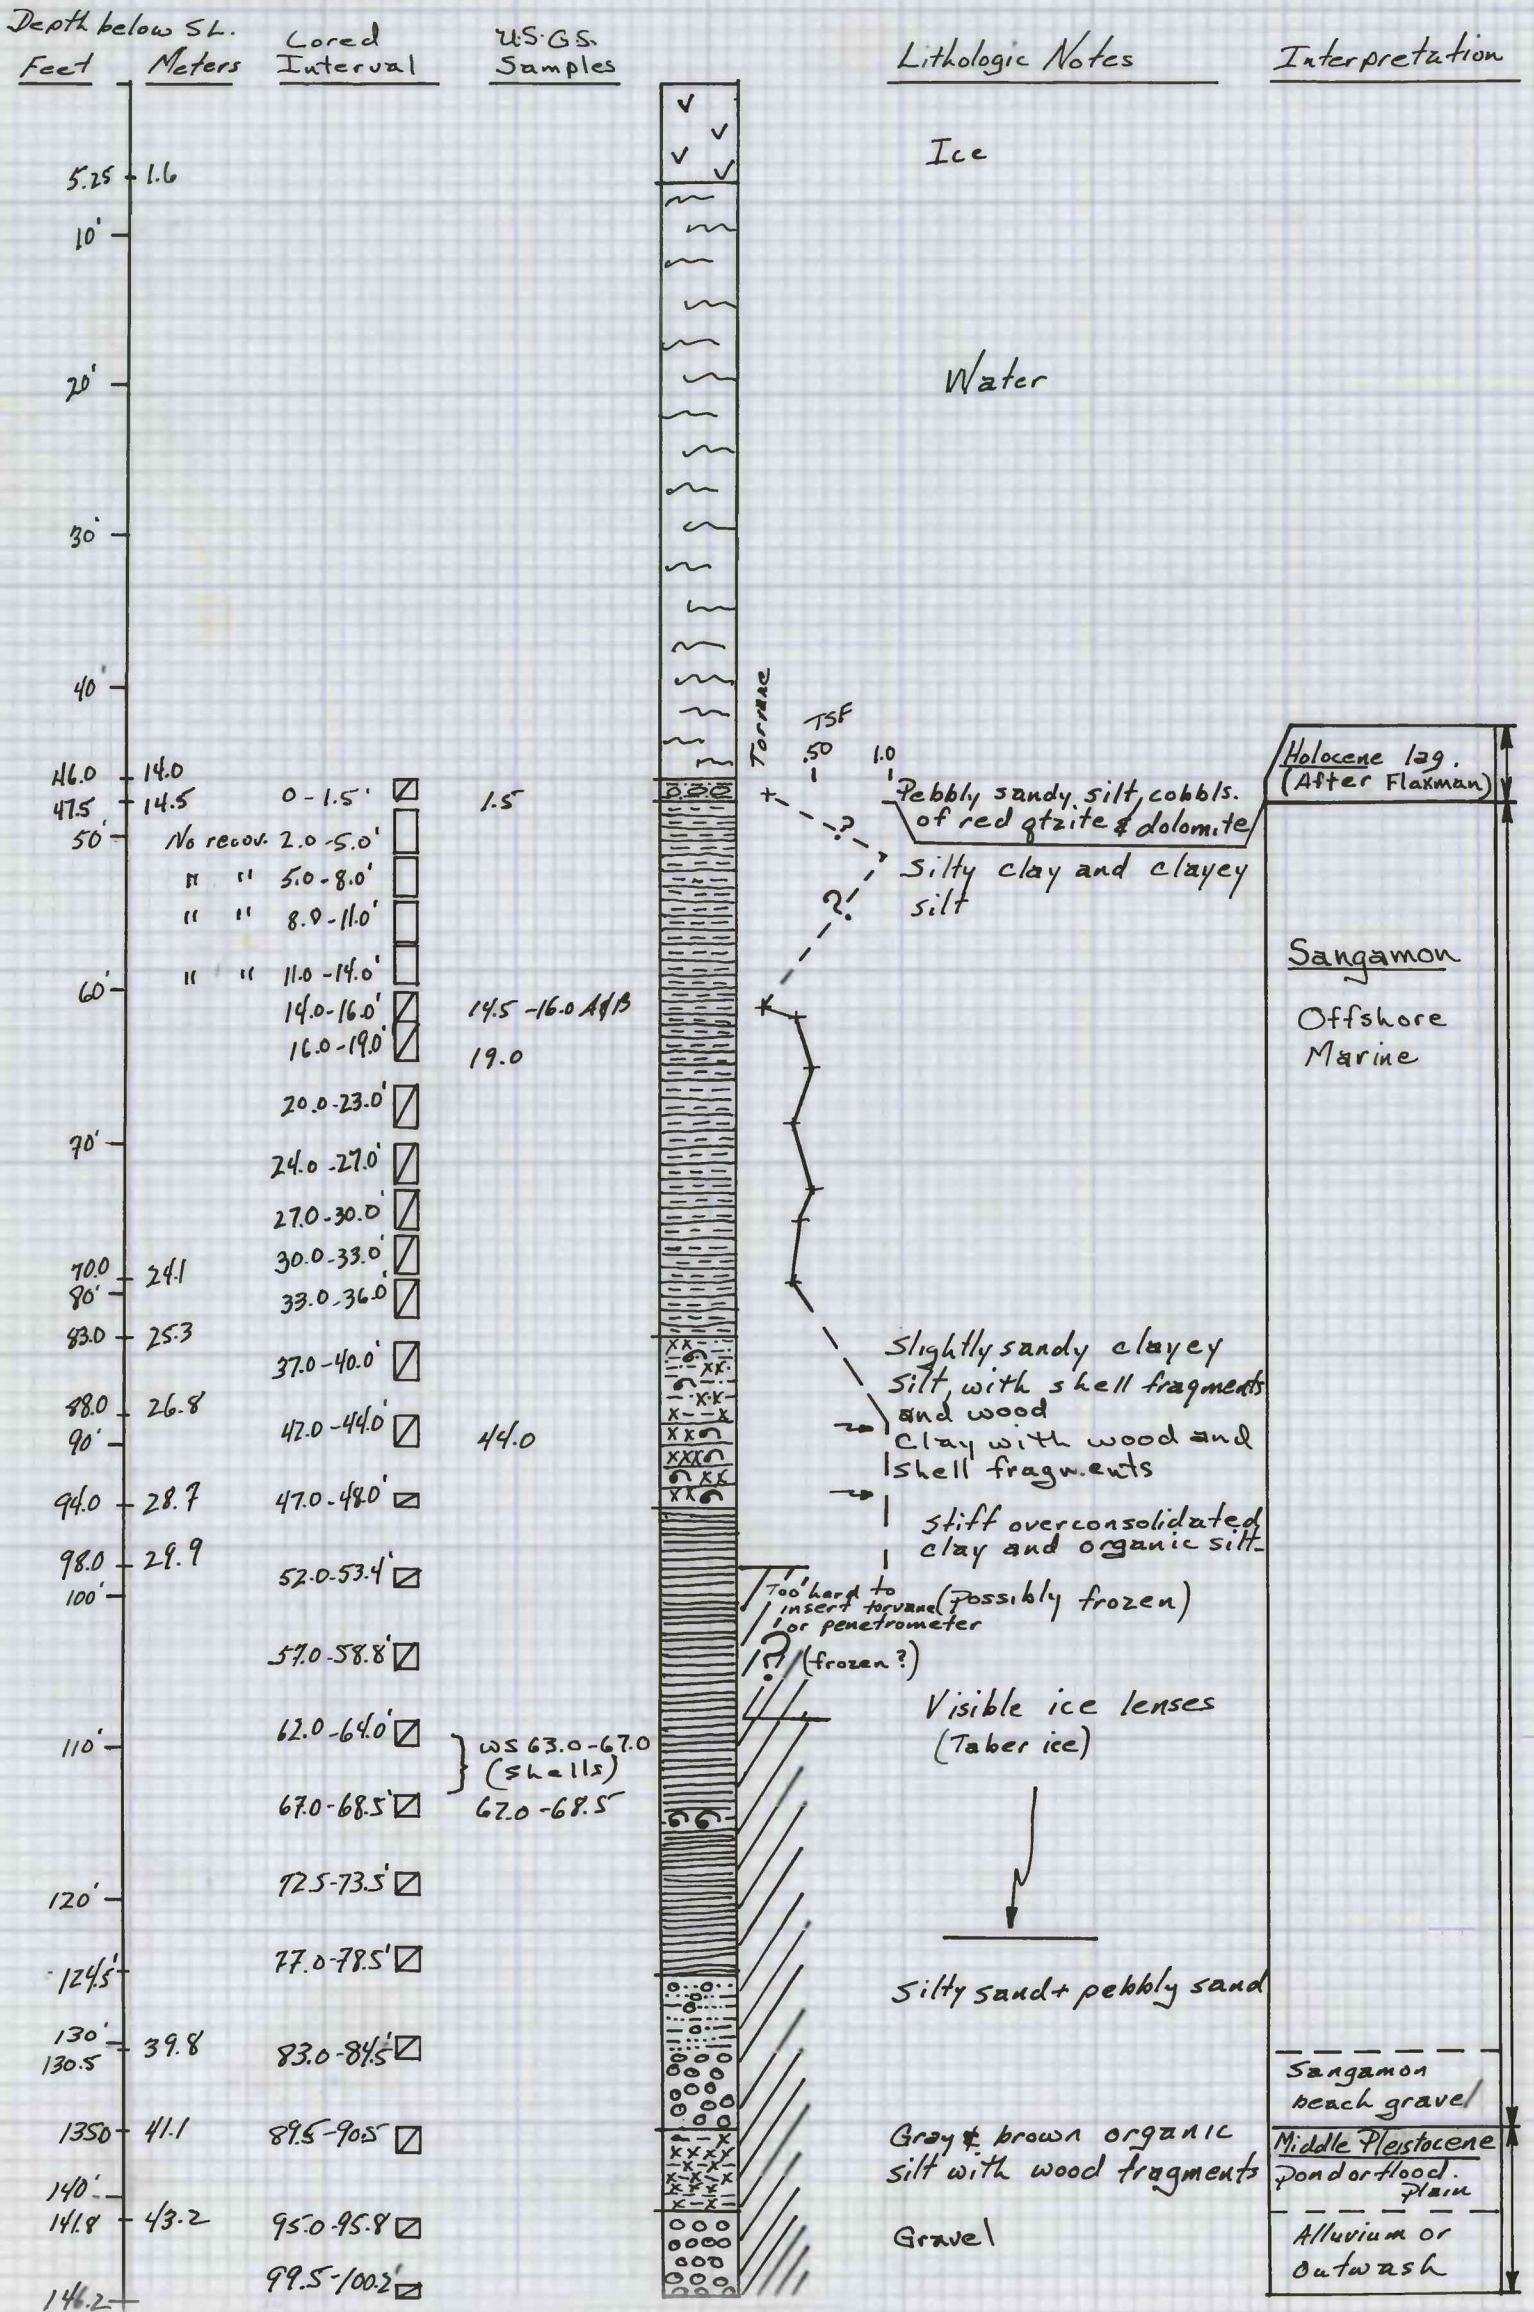 Depth below SL.
Feet
Meters
Cored
Interval
U.S.G.S.
Samples
Lithologic Notes
Interpretation
Ice
5.25 1.6
10'
20'
Water
30'
40'
Torvane
TSF
.50 1.0
46.0 14.0
47.5 14.5
0-1.5'
1.5
Pebbly sandy silt, cobbls.
of red qtzite & dolomite
Holocene lag.
(After Flaxman)
50'
No recov. 2.0-5.0'
" " 5.0-8.0'
" " 8.0-11.0'
" " 11.0-14.0'
?
?
Silty clay and clayey
silt
Sangamon
Offshore
Marine
60'
14.0-16.0'
14.5-16.0 A&B
16.0-19.0'
19.0
20.0-23.0'
70'
24.0-27.0'
27.0-30.0'
30.0-33.0'
70.0 24.1
80'
33.0-36.0'
83.0 25.3
37.0-40.0'
Slightly sandy clayey
silt, with shell fragments
and wood
88.0 26.8
90'
42.0-44.0'
44.0
Clay with wood and
shell fragments
94.0 28.7
47.0-48.0'
Stiff overconsolidated
clay and organic silt
98.0 29.9
100'
52.0-53.4'
Too hard to
insert torvane (Possibly frozen)
or penetrometer
57.0-58.8'
? (frozen?)
62.0-64.0'
Visible ice lenses
(Taber ice)
110'
WS 63.0-67.0
(Shells)
67.0-68.5'
67.0-68.5
72.5-73.5'
120'
77.0-78.5'
124.5'
Silty sand + pebbly sand
130'
130.5 39.8
83.0-84.5'
Sangamon
beach gravel
135.0 41.1
89.5-90.5
Gray & brown organic
silt with wood fragments
Middle Pleistocene
Pond or flood.
Plain
140'
141.8 43.2
95.0-95.8
Gravel
Alluvium or
Outwash
99.5-100.2'
146.2